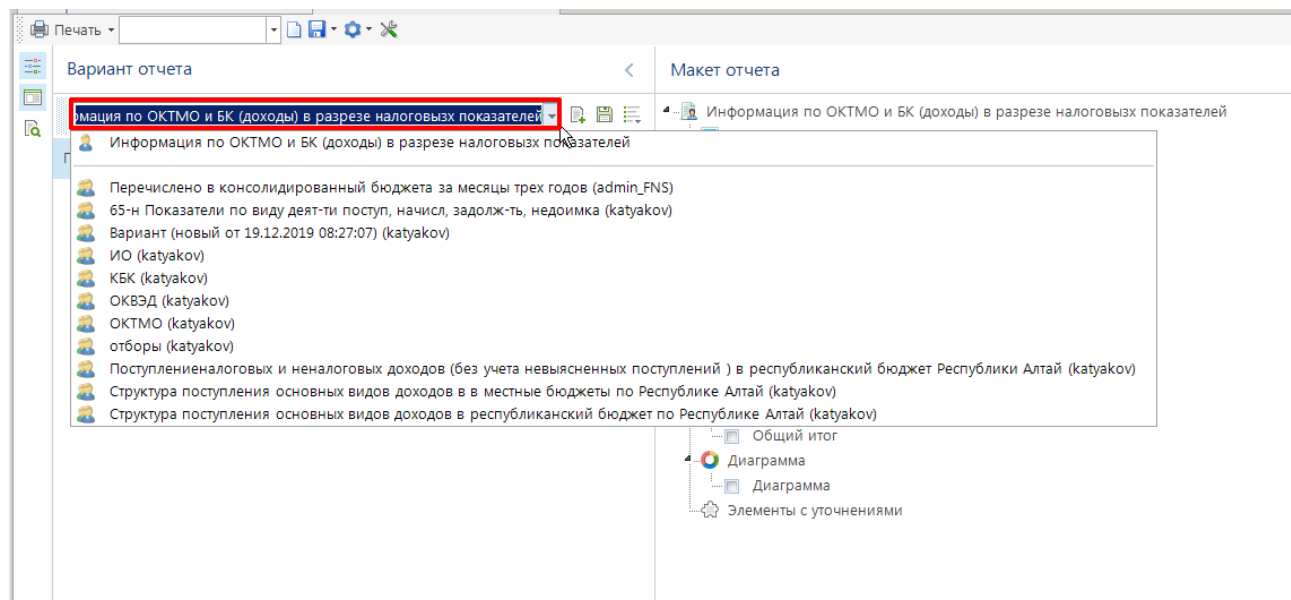 Печать
Вариант отчета
Макет отчета
рмация по ОКТМО и БК (доходы) в разрезе налоговызх показателей
Информация по ОКТМО и БК (доходы) в разрезе налоговызх показателей
Информация по ОКТМО и БК (доходы) в разрезе налоговызх показателей
Перечислено в консолидированный бюджета за месяцы трех годов (admin_FNS)
65-н Показатели по виду деят-ти поступ, начисл, задолж-ть, недоимка (katyakov)
Вариант (новый от 19.12.2019 08:27:07) (katyakov)
ИО (katyakov)
КБК (katyakov)
ОКВЭД (katyakov)
ОКТМО (katyakov)
отборы (katyakov)
Поступлениеналоговых и неналоговых доходов (без учета невыясненных поступлений ) в республиканский бюджет Республики Алтай (katyakov)
Структура поступления основных видов доходов в в местные бюджеты по Республике Алтай (katyakov)
Структура поступления основных видов доходов в республиканский бюджет по Республике Алтай (katyakov)
Общий итог
Диаграмма
Диаграмма
Элементы с уточнениями